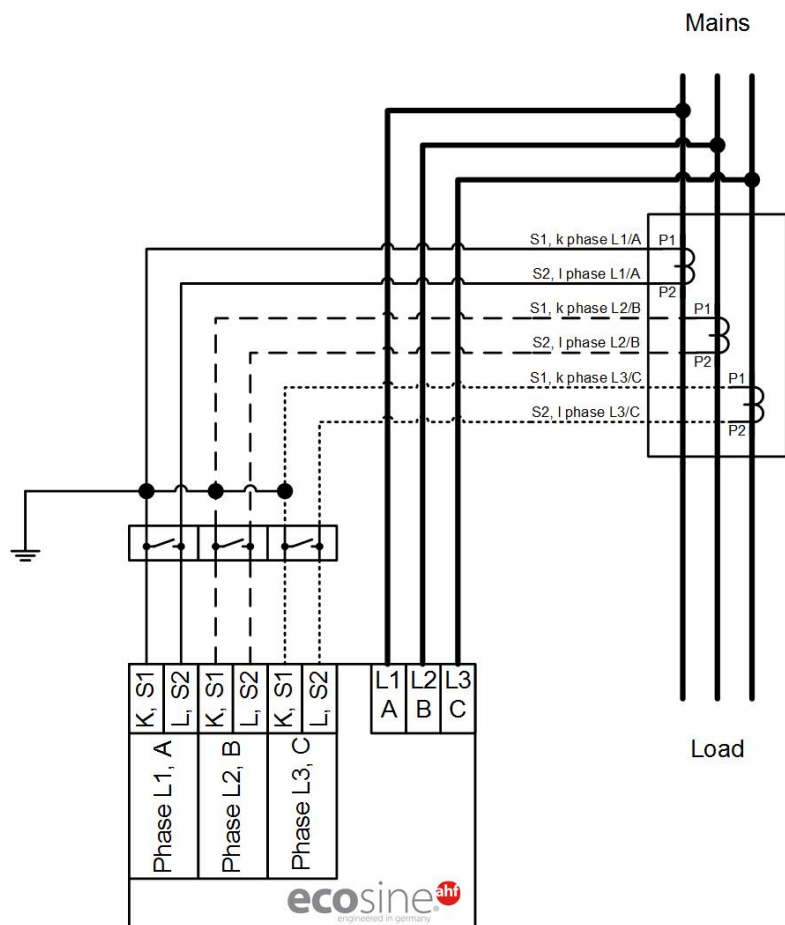 Mains
S1, k phase L1/A
P1
S2, l phase L1/A
P2
S1, k phase L2/B
P1
S2, l phase L2/B
P2
S1, k phase L3/C
P1
S2, l phase L3/C
P2
K, S1
L, S2
K, S1
L, S2
K, S1
L, S2
L1
A
L2
B
L3
C
Phase L1, A
Phase L2, B
Phase L3, C
Load
ecosine ahf
engineered in germany